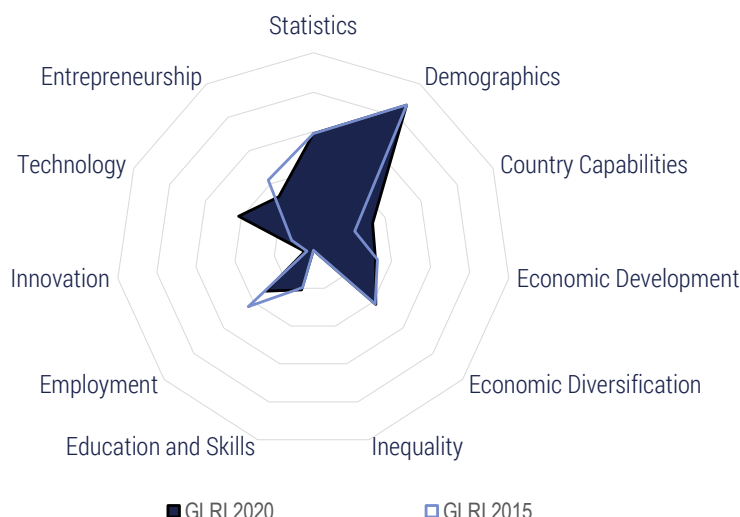 Statistics
Entrepreneurship
Demographics
Technology
Country Capabilities
Innovation
Economic Development
Employment
Economic Diversification
Education and Skills
Inequality
GLRI 2020
GLRI 2015